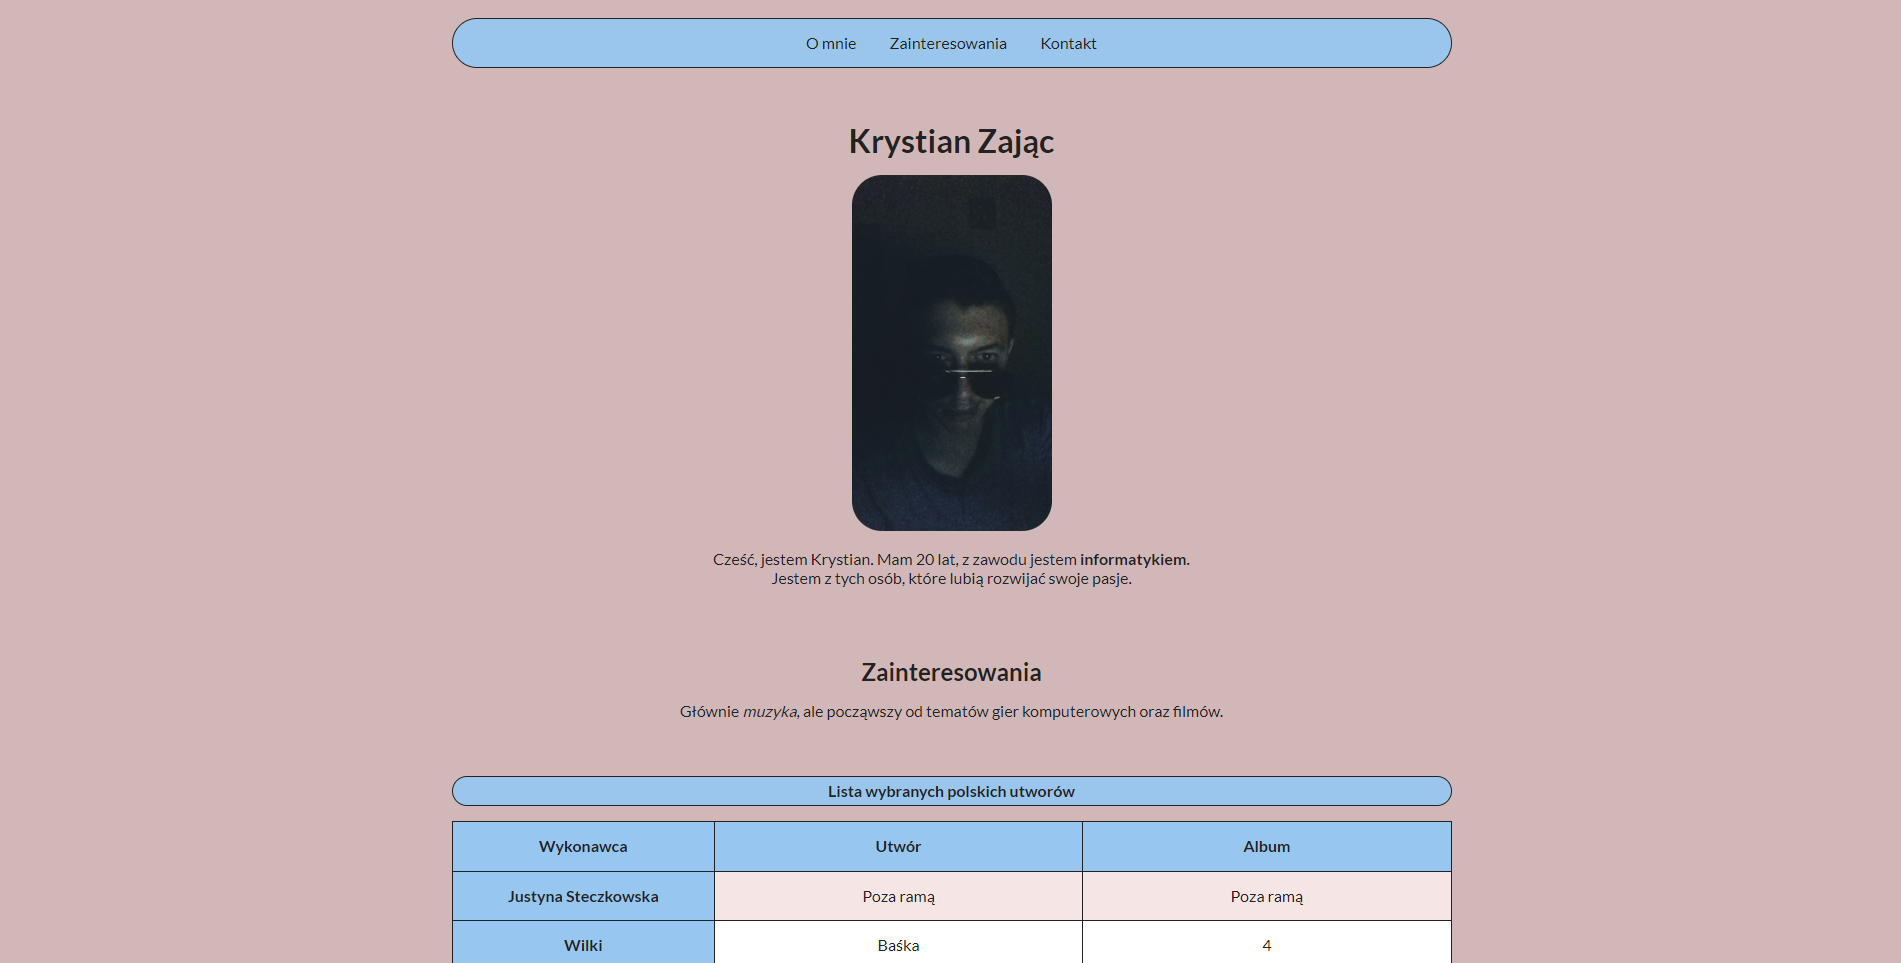 O mnie Zainteresowania Kontakt
Krystian Zając
Cześć, jestem Krystian. Mam 20 lat, z zawodu jestem informatykiem.
Jestem z tych osób, które lubią rozwijać swoje pasje.
Zainteresowania
Głównie muzyka, ale począwszy od tematów gier komputerowych oraz filmów.
Lista wybranych polskich utworów
Wykonawca Utwór Album
Justyna Steczkowska Poza ramą Poza ramą
Wilki Baśka 4